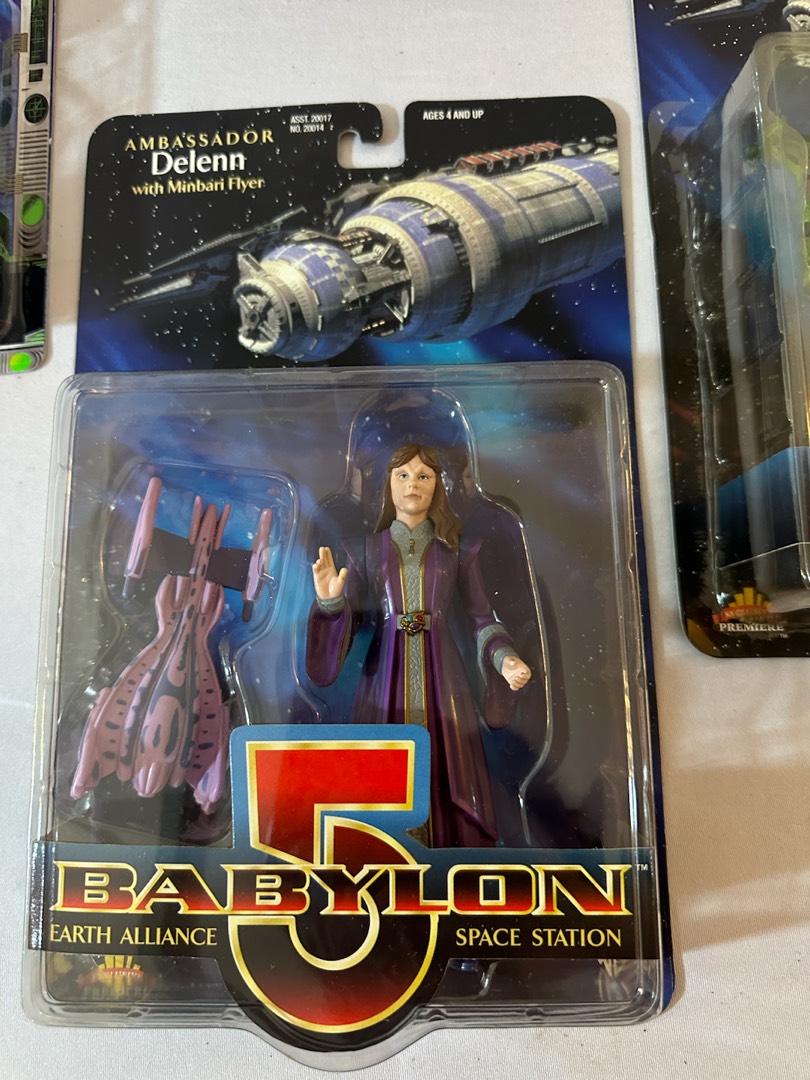 AMBASSADOR
Delenn
with Minbari Flyer
ASST. 20017
NO. 20014
AGES 4 AND UP
5
BABYLON™
EARTH ALLIANCE
SPACE STATION
PREMIERE